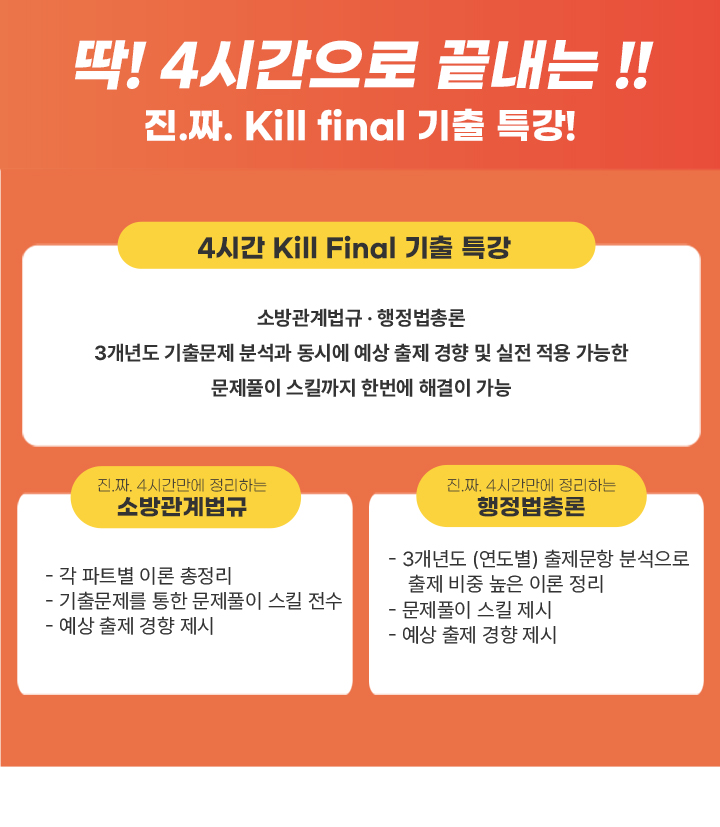 딱! 4시간으로 끝내는 !!
진.짜. Kill final 기출 특강!
4시간 Kill Final 기출 특강
소방관계법규 · 행정법총론
3개년도 기출문제 분석과 동시에 예상 출제 경향 및 실전 적용 가능한
문제풀이 스킬까지 한번에 해결이 가능
진.짜. 4시간만에 정리하는
소방관계법규
- 각 파트별 이론 총정리
- 기출문제를 통한 문제풀이 스킬 전수
- 예상 출제 경향 제시
진.짜. 4시간만에 정리하는
행정법총론
- 3개년도 (연도별) 출제문항 분석으로
출제 비중 높은 이론 정리
- 문제풀이 스킬 제시
- 예상 출제 경향 제시